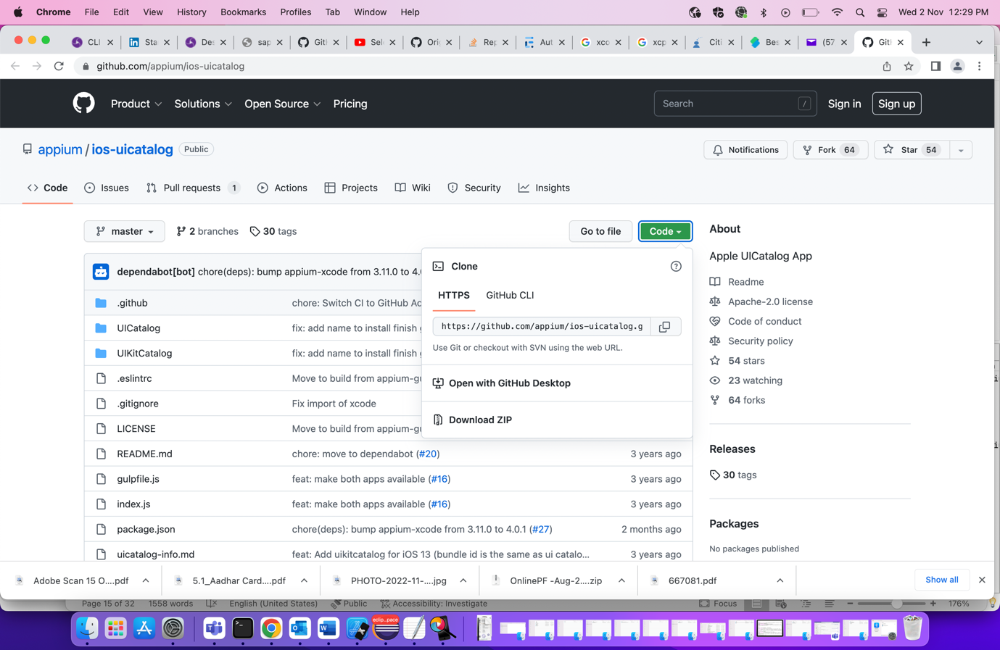 Chrome File Edit View History Bookmarks Profiles Tab Window Help Wed 2 Nov 12:29 PM
CLI Sta Des sap Git Sel Ori Rep Aut xco xcp Citi Bes (57 Git
github.com/appium/ios-uicatalog
Product Solutions Open Source Pricing Search / Sign in Sign up
appium / ios-uicatalog Public Notifications Fork 64 Star 54
Code Issues Pull requests 1 Actions Projects Wiki Security Insights
master 2 branches 30 tags Go to file Code
dependabot[bot] chore(deps): bump appium-xcode from 3.11.0 to 4.0
.github chore: Switch CI to GitHub Ac
UICatalog fix: add name to install finish
UIKitCatalog fix: add name to install finish
.eslintrc Move to build from appium-gu
.gitignore Fix import of xcode
LICENSE Move to build from appium-gu
README.md chore: move to dependabot (#20) 3 years ago
gulpfile.js feat: make both apps available (#16) 3 years ago
index.js feat: make both apps available (#16) 3 years ago
package.json chore(deps): bump appium-xcode from 3.11.0 to 4.0.1 (#27) 2 months ago
uicatalog-info.md feat: Add uikitcatalog for iOS 13 (bundle id is the same as ui catalo... 3 years ago
Clone
HTTPS GitHub CLI
https://github.com/appium/ios-uicatalog.g
Use Git or checkout with SVN using the web URL.
Open with GitHub Desktop
Download ZIP
About
Apple UICatalog App
Readme
Apache-2.0 license
Code of conduct
Security policy
54 stars
23 watching
64 forks
Releases
30 tags
Packages
No packages published
Adobe Scan 15 O....pdf 5.1_Aadhar Card....pdf PHOTO-2022-11-....jpg OnlinePF -Aug-2....zip 667081.pdf Show all
Page 15 of 32 1558 words English (United States) Public Accessibility: Investigate Focus 176%